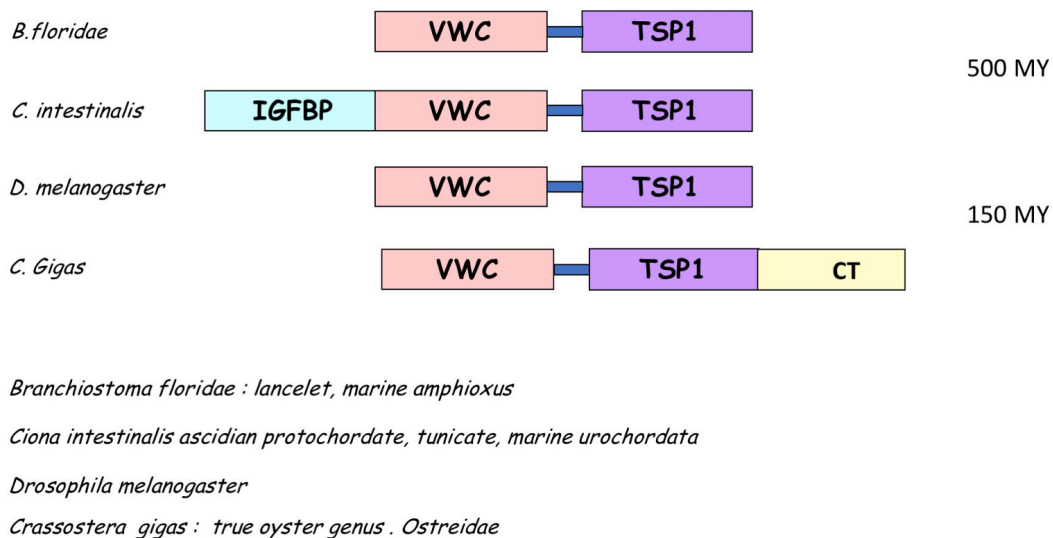 B.floridae VWC TSP1
500 MY
C. intestinalis IGFBP VWC TSP1
D. melanogaster VWC TSP1
150 MY
C. Gigas VWC TSP1 CT
Branchiostoma floridae : lancelet, marine amphioxus
Ciona intestinalis ascidian protochordate, tunicate, marine urochordata
Drosophila melanogaster
Crassostera gigas : true oyster genus . Ostreidae